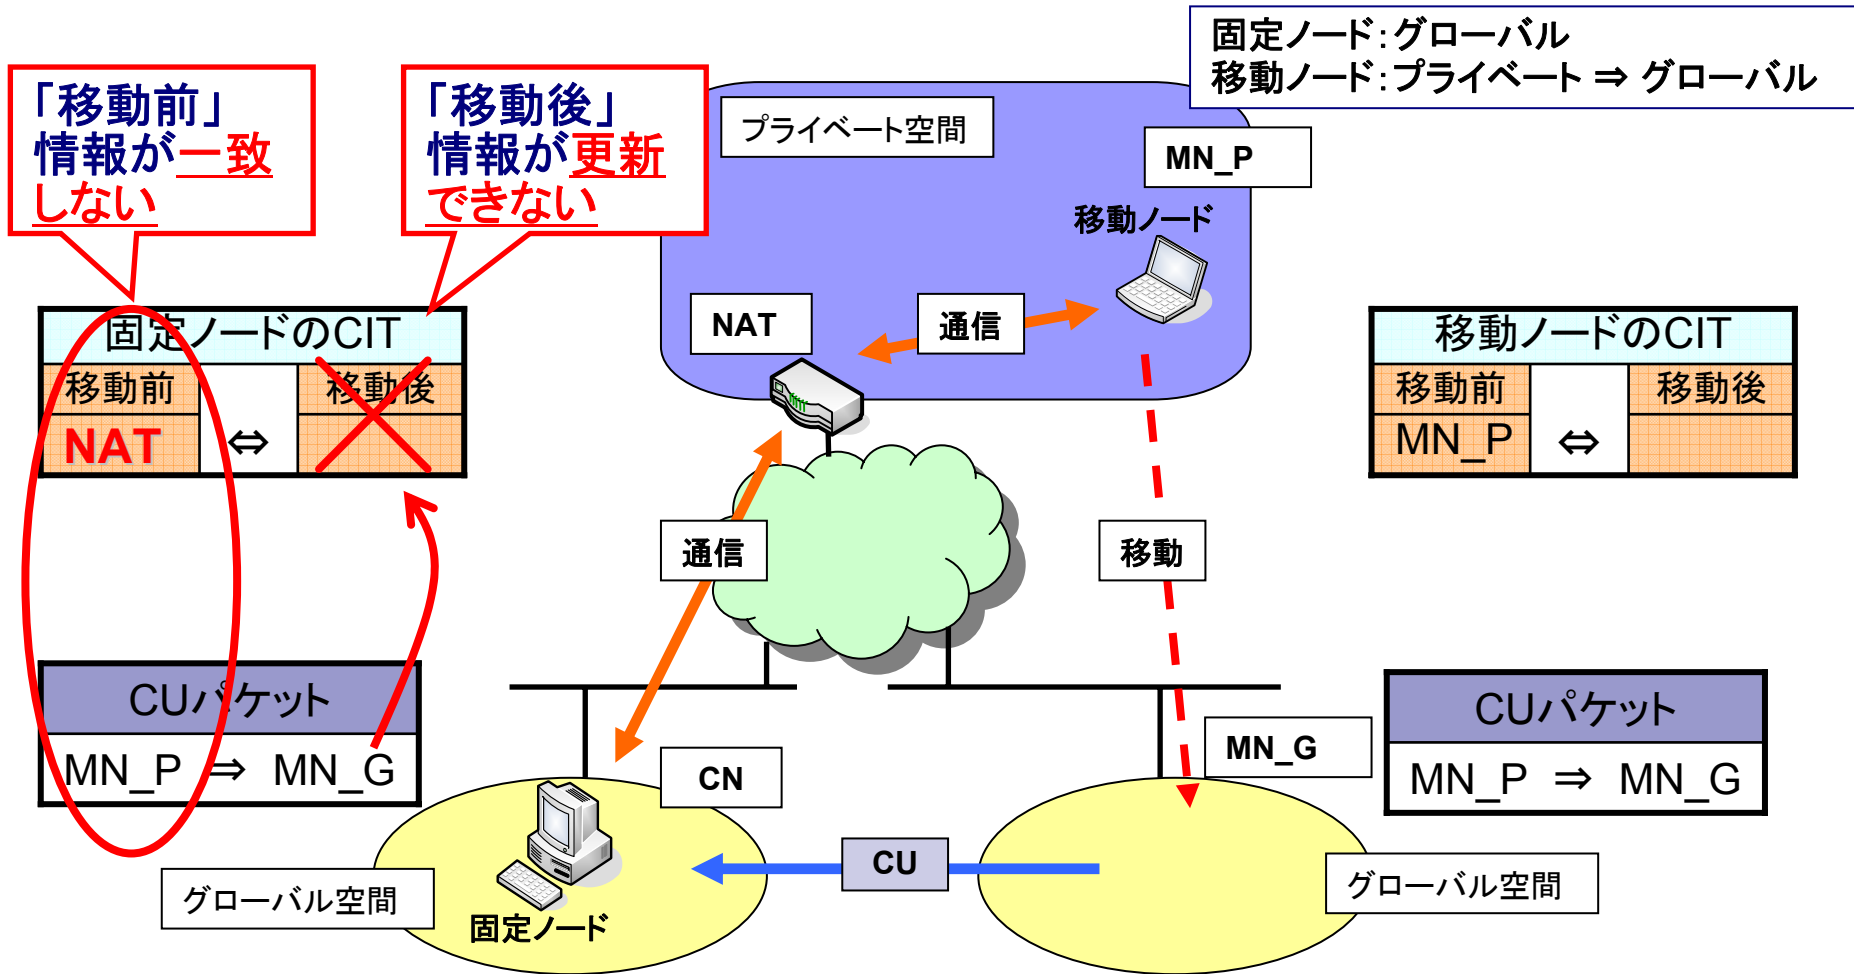 固定ノード：グローバル
移動ノード：プライベート ⇒ グローバル
「移動前」
情報が一致
しない
「移動後」
情報が更新
できない
プライベート空間
MN_P
移動ノード
NAT
通信
固定ノードのCIT
移動前
移動後
NAT
⇔
移動ノードのCIT
移動前
移動後
MN_P
⇔
通信
移動
CUパケット
MN_P ⇒ MN_G
CN
MN_G
CUパケット
MN_P ⇒ MN_G
CU
グローバル空間
固定ノード
グローバル空間